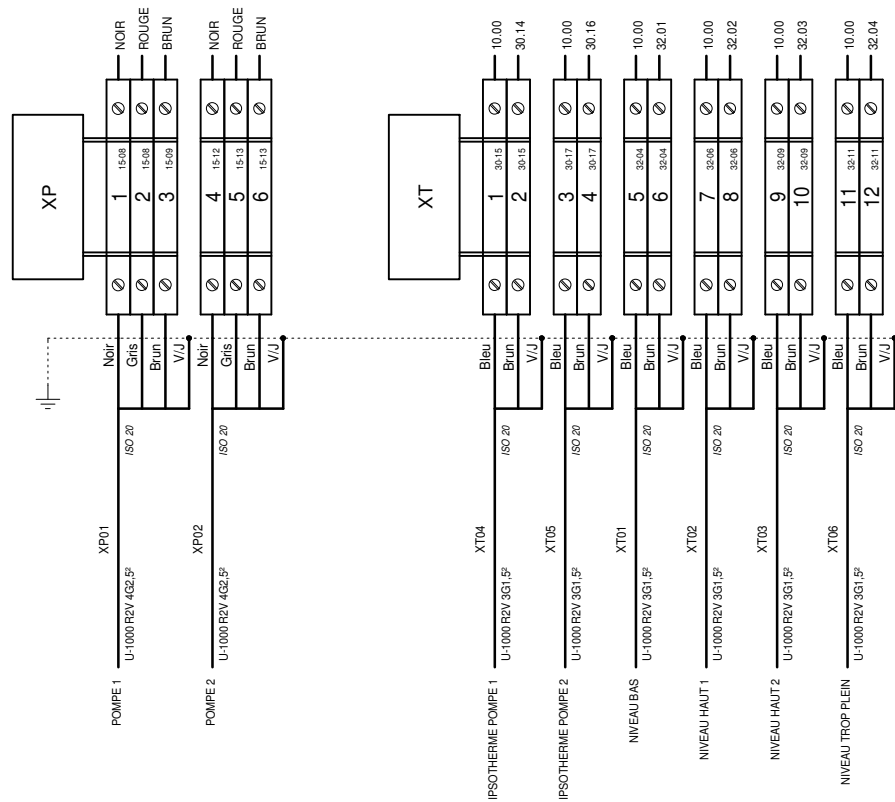 XP
NOIR
ROUGE
BRUN
NOIR
ROUGE
BRUN
1 15-08
2 15-08
3 15-09
4 15-12
5 15-13
6 15-13
Noir
Gris
Brun
V/J
Noir
Gris
Brun
V/J
ISO 20
ISO 20
XP01
XP02
U-1000 R2V 4G2,5²
U-1000 R2V 4G2,5²
POMPE 1
POMPE 2
XT
10.00
30.14
10.00
30.16
10.00
32.01
10.00
32.02
10.00
32.03
10.00
32.04
1 30-15
2 30-15
3 30-17
4 30-17
5 32-04
6 32-04
7 32-06
8 32-06
9 32-09
10 32-09
11 32-11
12 32-11
Bleu
Brun
V/J
Bleu
Brun
V/J
Bleu
Brun
V/J
Bleu
Brun
V/J
Bleu
Brun
V/J
Bleu
Brun
V/J
ISO 20
ISO 20
ISO 20
ISO 20
ISO 20
ISO 20
XT04
XT05
XT01
XT02
XT03
XT06
U-1000 R2V 3G1,5²
U-1000 R2V 3G1,5²
U-1000 R2V 3G1,5²
U-1000 R2V 3G1,5²
U-1000 R2V 3G1,5²
U-1000 R2V 3G1,5²
IPSOTHERME POMPE 1
IPSOTHERME POMPE 2
NIVEAU BAS
NIVEAU HAUT 1
NIVEAU HAUT 2
NIVEAU TROP PLEIN